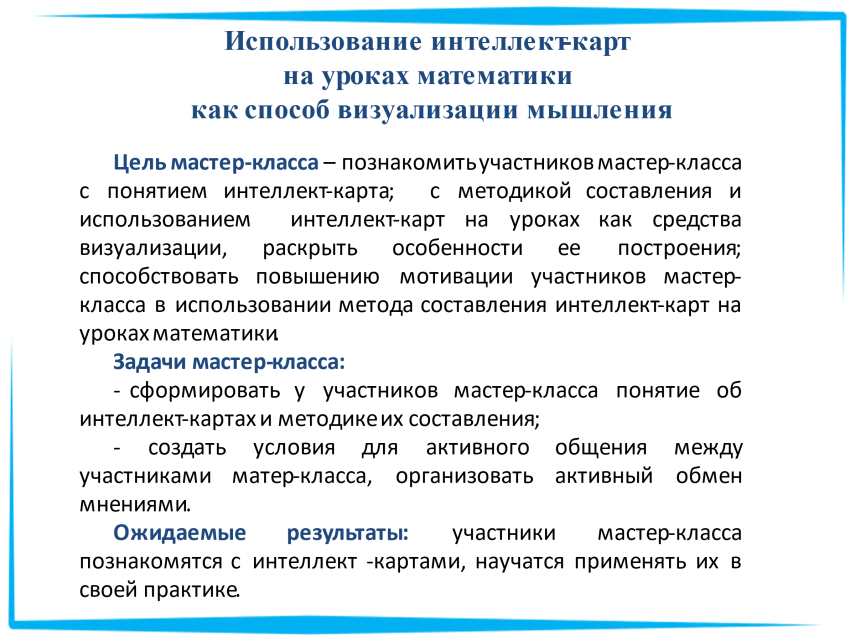 Использование интеллект-карт
на уроках математики
как способ визуализации мышления
Цель мастер-класса – познакомить участников мастер-класса
с понятием интеллект-карта; с методикой составления и
использованием интеллект-карт на уроках как средства
визуализации, раскрыть особенности ее построения;
способствовать повышению мотивации участников мастер-
класса в использовании метода составления интеллект-карт на
уроках математики.
Задачи мастер-класса:
- сформировать у участников мастер-класса понятие об
интеллект-картах и методике их составления;
- создать условия для активного общения между
участниками матер-класса, организовать активный обмен
мнениями.
Ожидаемые результаты: участники мастер-класса
познакомятся с интеллект -картами, научатся применять их в
своей практике.